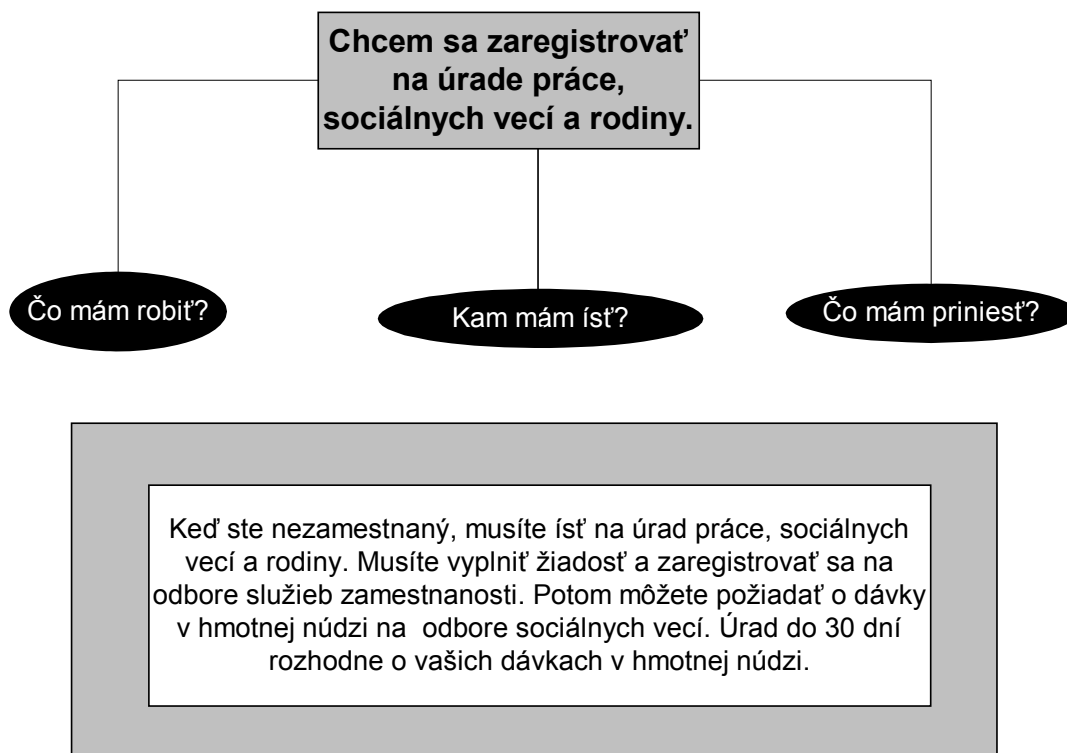 Chcem sa zaregistrovať
na úrade práce,
sociálnych vecí a rodiny.
Čo mám robiť?
Kam mám ísť?
Čo mám priniesť?
Keď ste nezamestnaný, musíte ísť na úrad práce, sociálnych
vecí a rodiny. Musíte vyplniť žiadosť a zaregistrovať sa na
odbore služieb zamestnanosti. Potom môžete požiadať o dávky
v hmotnej núdzi na  odbore sociálnych vecí. Úrad do 30 dní
rozhodne o vašich dávkach v hmotnej núdzi.